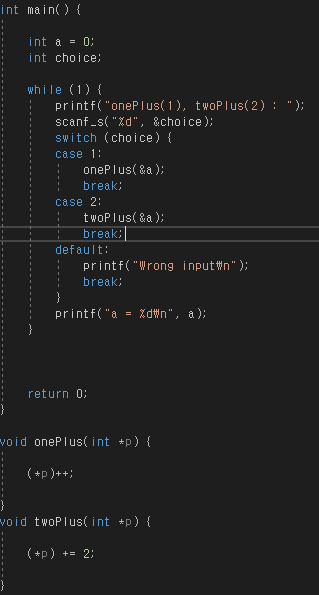 int main() {
int a = 0;
int choice;
while (1) {
printf("onePlus(1), twoPlus(2) : ");
scanf_s("%d", &choice);
switch (choice) {
case 1:
onePlus(&a);
break;
case 2:
twoPlus(&a);
break;
default:
printf("Wrong input₩n");
break;
}
printf("a = %d₩n", a);
}
return 0;
}
void onePlus(int *p) {
(*p)++;
}
void twoPlus(int *p) {
(*p) += 2;
}